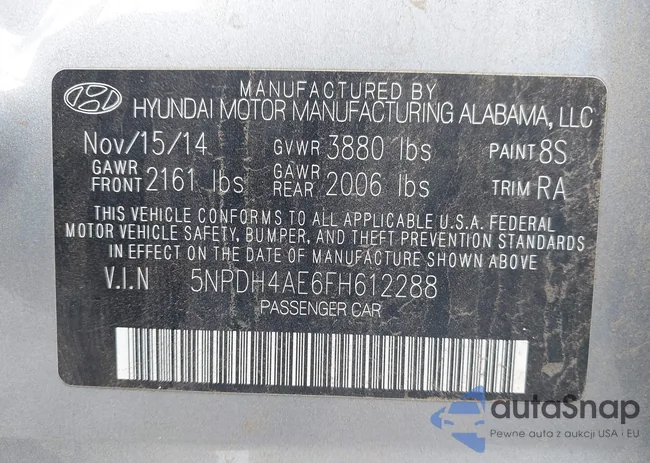 MANUFACTURED BY
HYUNDAI MOTOR MANUFACTURING ALABAMA, LLC
Nov/15/14 GVWR 3880 lbs PAINT 8S
GAWR FRONT 2161 lbs GAWR REAR 2006 lbs TRIM RA
THIS VEHICLE CONFORMS TO ALL APPLICABLE U.S.A. FEDERAL
MOTOR VEHICLE SAFETY, BUMPER, AND THEFT PREVENTION STANDARDS
IN EFFECT ON THE DATE OF MANUFACTURE SHOWN ABOVE.
V.I.N 5NPDH4AE6FH612288
PASSENGER CAR
autaSnap
Pewne auta z aukcji USA i EU